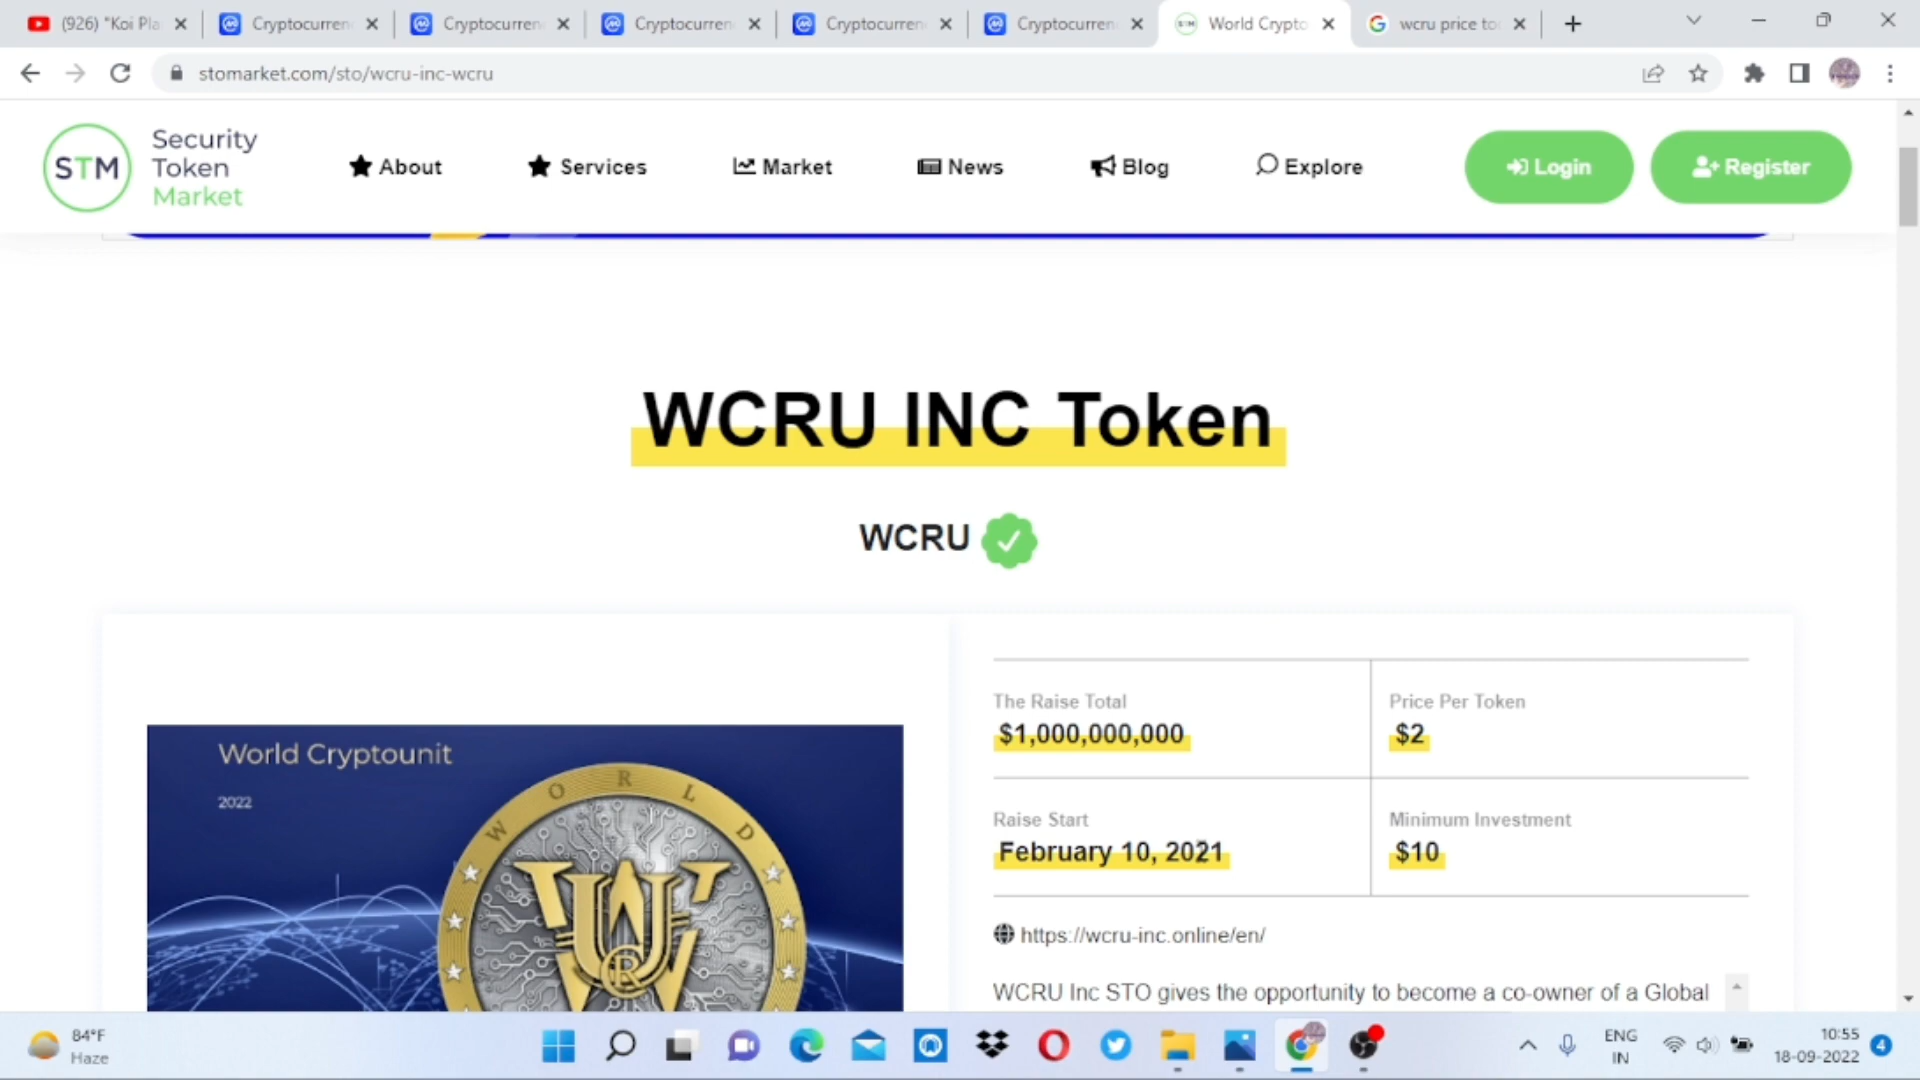 (926) "Koi Pla
Cryptocurren
Cryptocurren
Cryptocurren
Cryptocurren
Cryptocurren
World Crypto
wcru price to
stomarket.com/sto/wcru-inc-wcru
STM
Security
Token
Market
About
Services
Market
News
Blog
Explore
Login
Register
WCRU INC Token
WCRU
World Cryptounit
2022
WORLD
The Raise Total
$1,000,000,000
Price Per Token
$2
Raise Start
February 10, 2021
Minimum Investment
$10
https://wcru-inc.online/en/
WCRU Inc STO gives the opportunity to become a co-owner of a Global
84°F
Haze
ENG
IN
10:55
18-09-2022
4